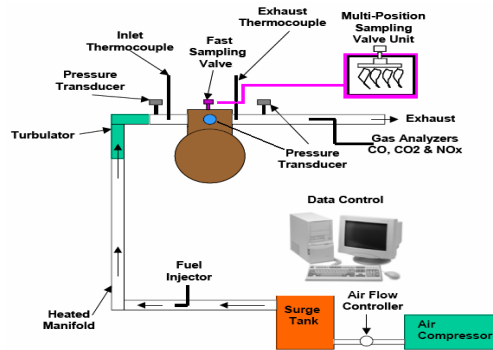 Exhaust
Thermocouple
Multi-Position
Sampling
Valve Unit
Inlet
Thermocouple
Fast
Sampling
Valve
Pressure
Transducer
Turbulator
Exhaust
Gas Analyzers
CO, CO2 & NOx
Pressure
Transducer
Data Control
Fuel
Injector
Heated
Manifold
Surge
Tank
Air Flow
Controller
Air
Compressor